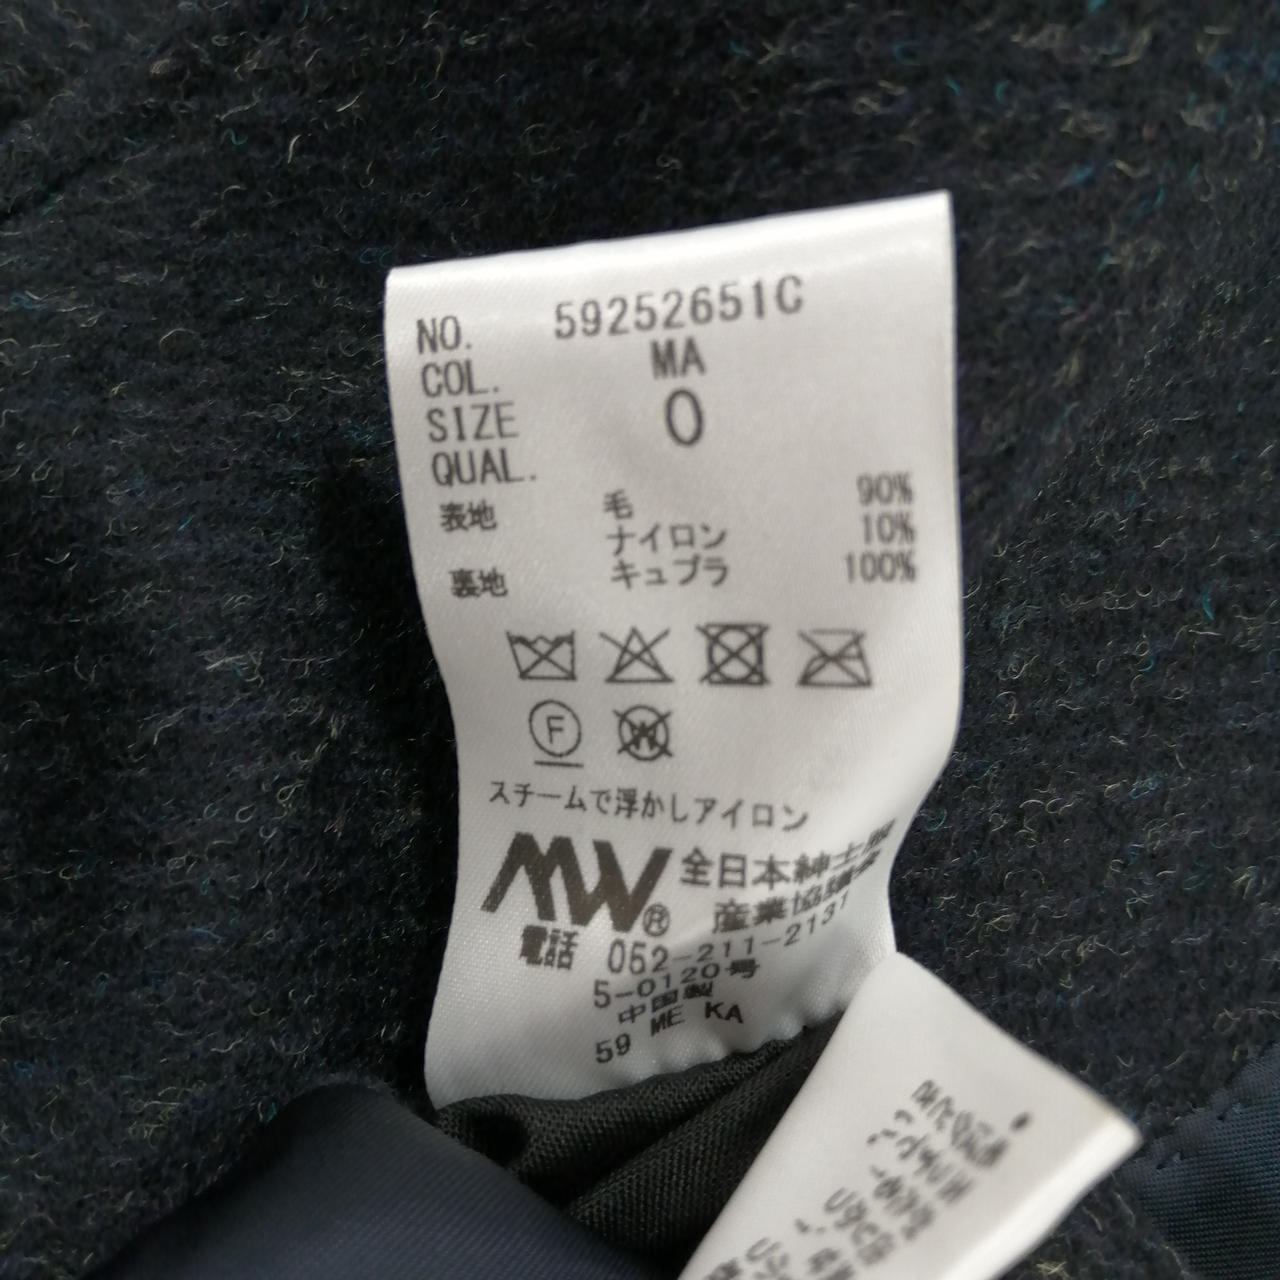 NO. 59252651C
COL. MA
SIZE 0
QUAL.
表地 毛 90%
ナイロン 10%
裏地 キュプラ 100%
F
W
スチームで浮かしアイロン
MW® 全日本紳士服
産業協議会
電話 052-211-2131
5-0120号
中国製
59 ME KA